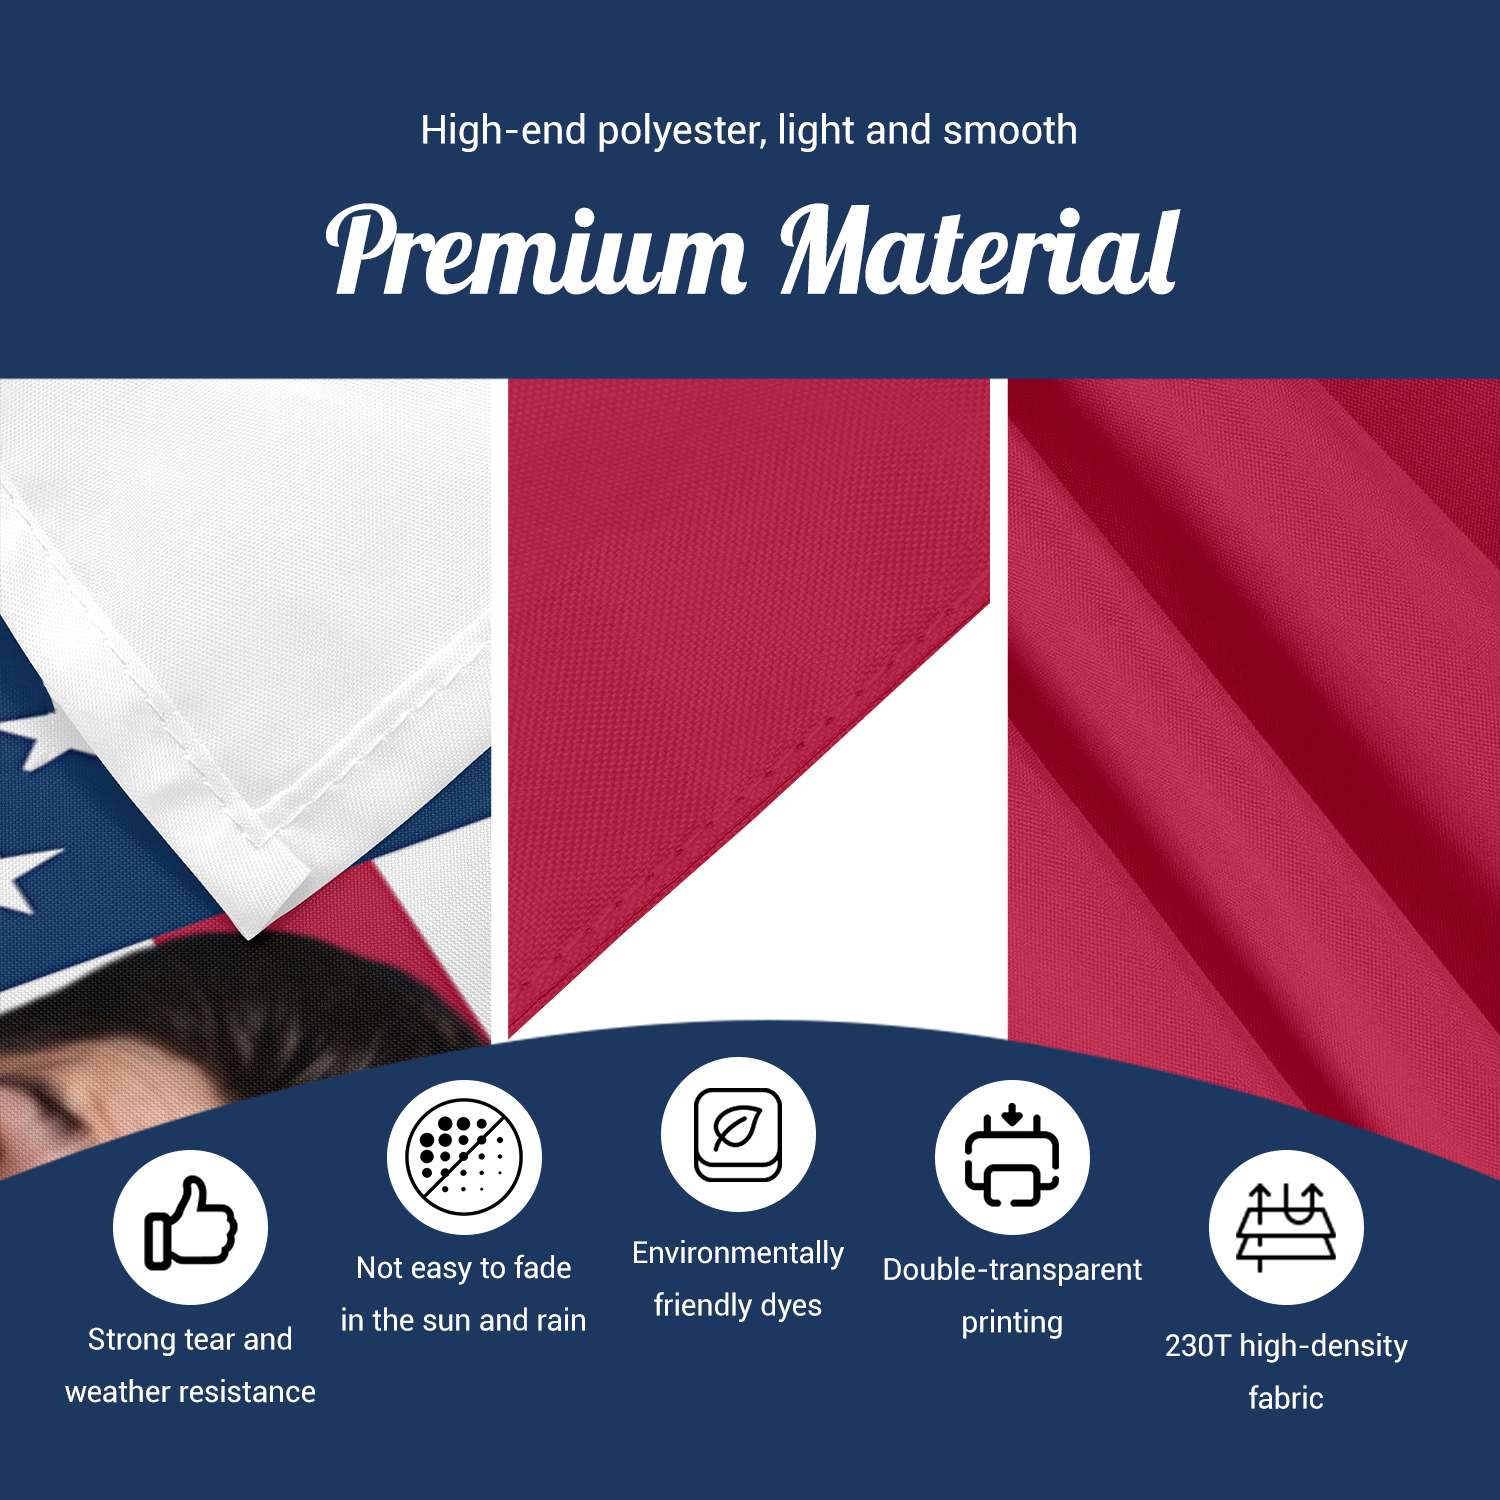 High-end polyester, light and smooth
Premium Material
Strong tear and
weather resistance
Not easy to fade
in the sun and rain
Environmentally
friendly dyes
Double-transparent
printing
230T high-density
fabric